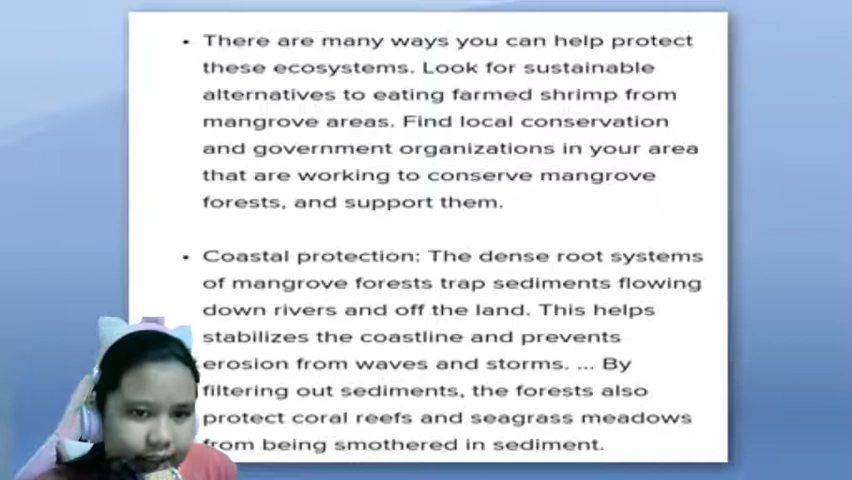 • There are many ways you can help protect
these ecosystems. Look for sustainable
alternatives to eating farmed shrimp from
mangrove areas. Find local conservation
and government organizations in your area
that are working to conserve mangrove
forests, and support them.
• Coastal protection: The dense root systems
of mangrove forests trap sediments flowing
down rivers and off the land. This helps
stabilizes the coastline and prevents
erosion from waves and storms. ... By
filtering out sediments, the forests also
protect coral reefs and seagrass meadows
from being smothered in sediment.